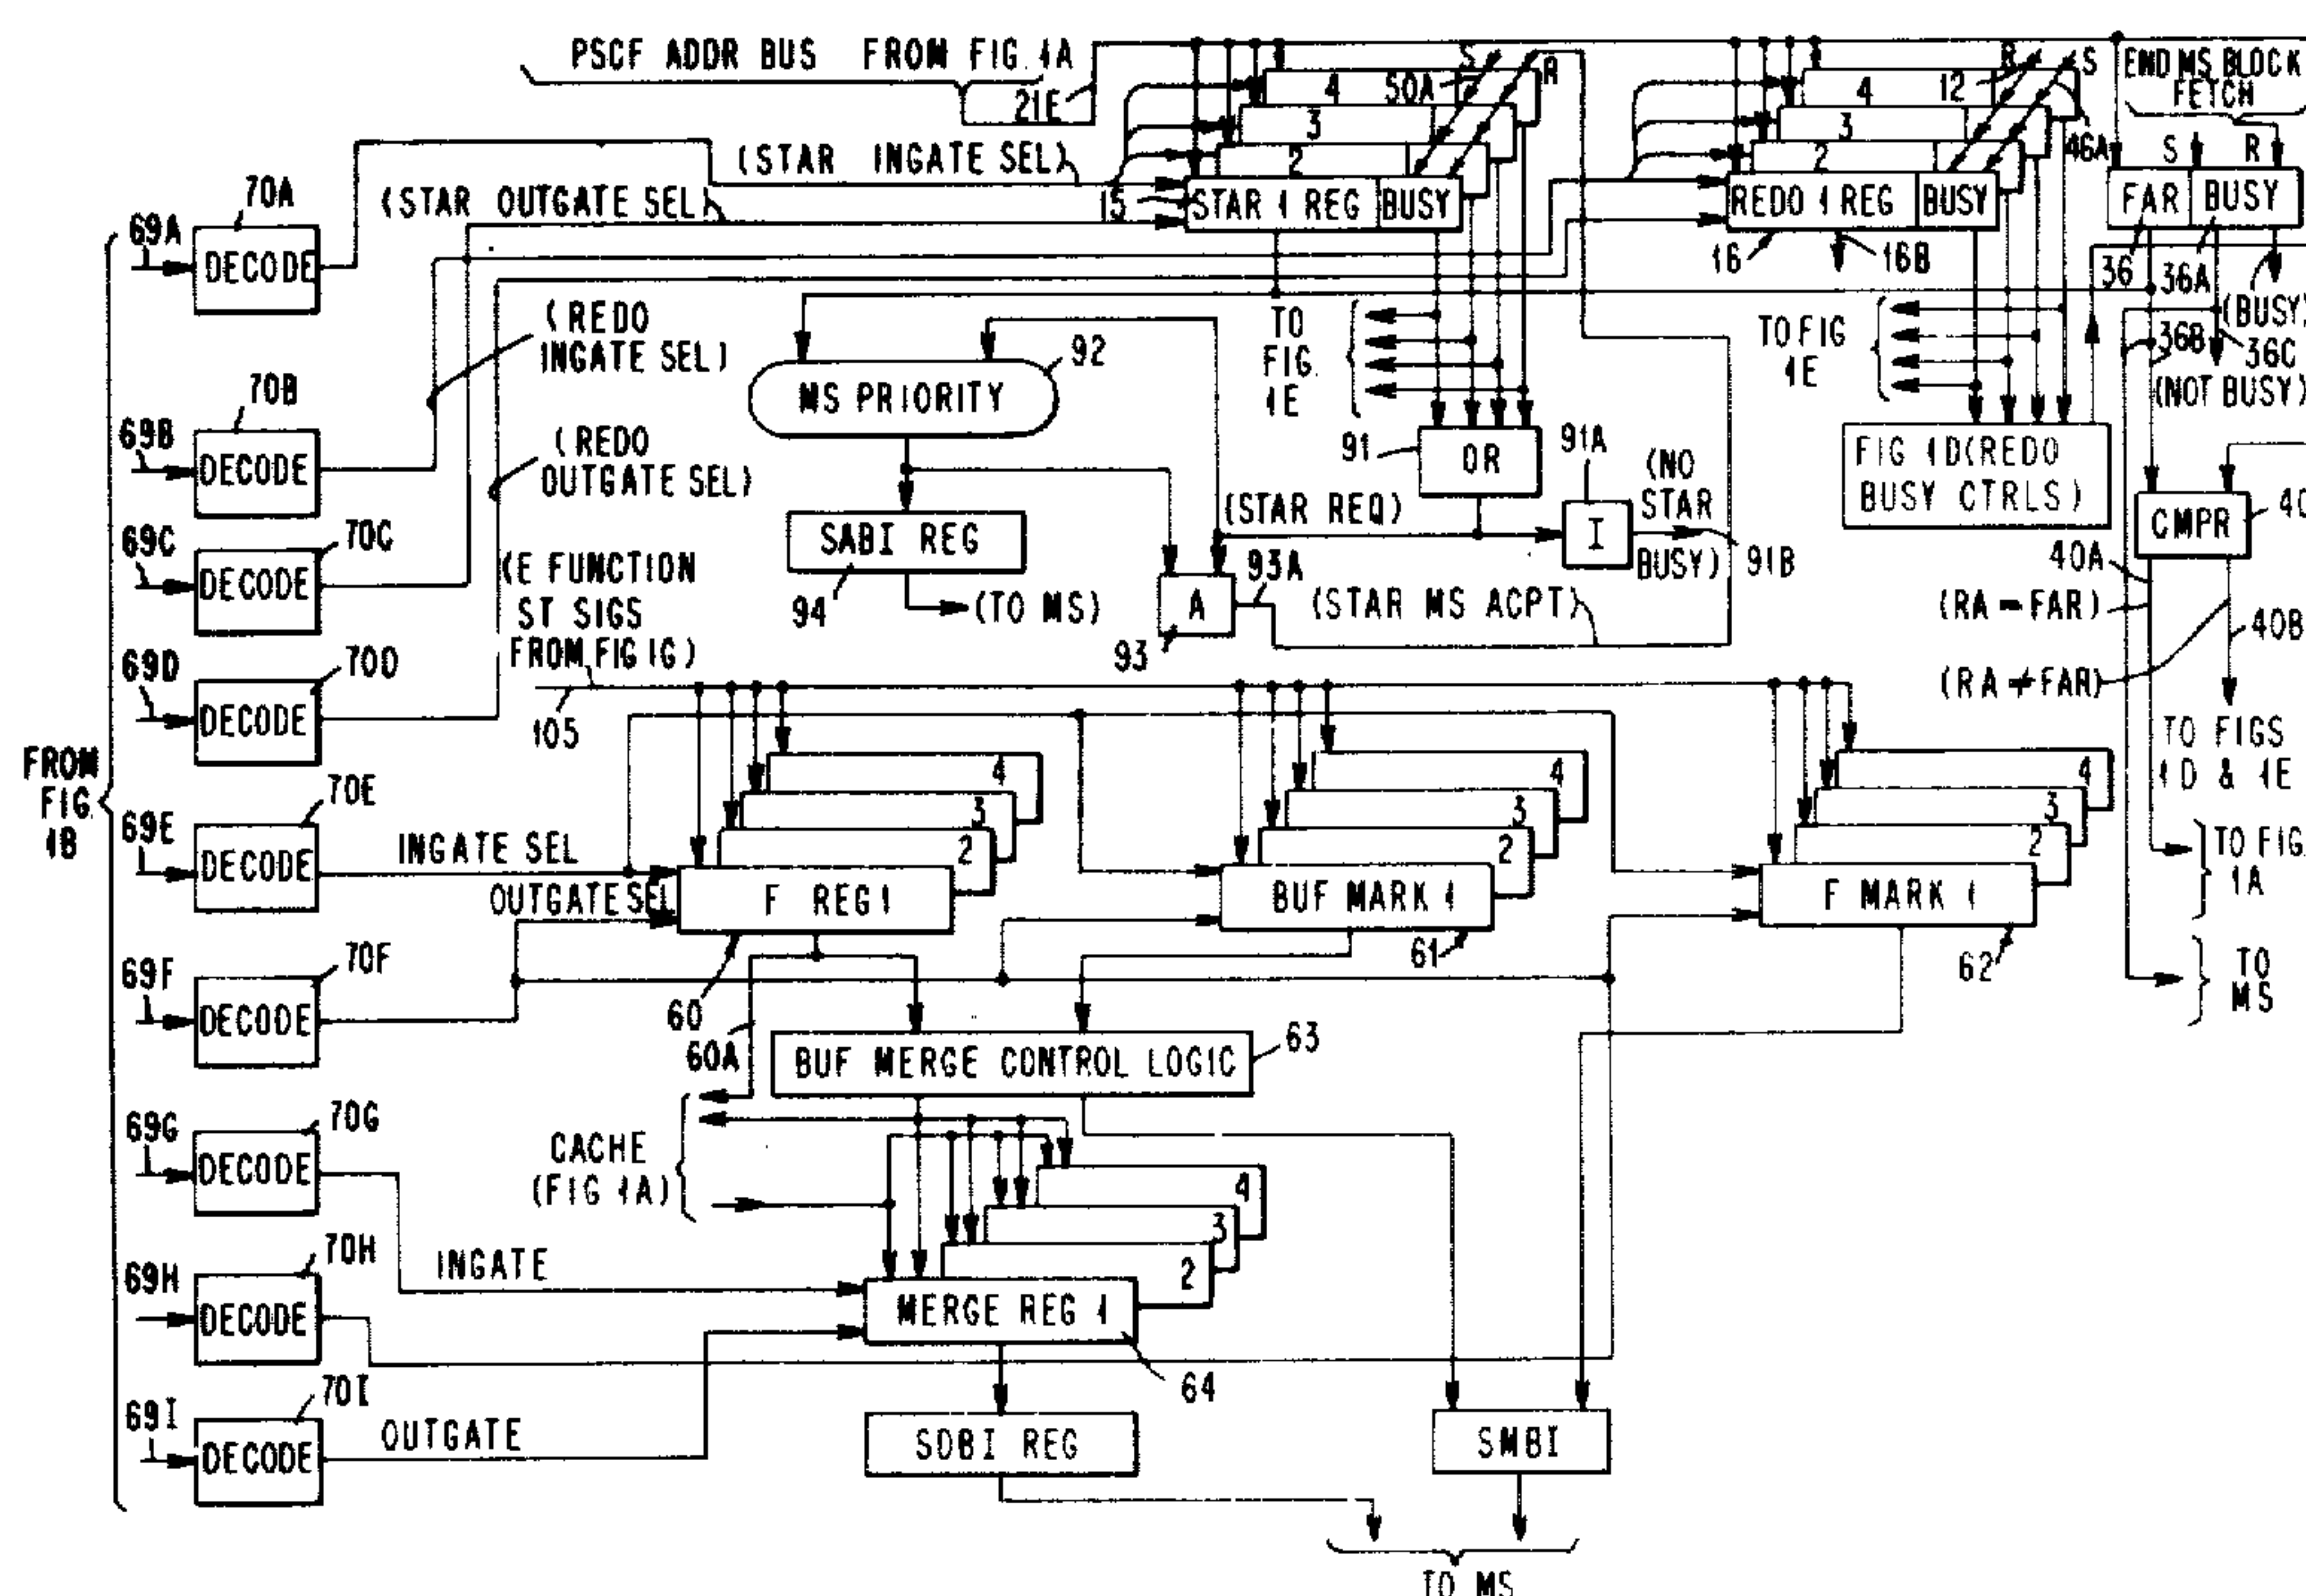 PSCF ADDR BUS FROM FIG. 1A
21E
(STAR INGATE SEL)
(STAR OUTGATE SEL)
15
4
50A
S
R
3
2
STAR 1 REG BUSY
4
12
R
S
3
46A
2
REDO 1 REG BUSY
16
16B
END MS BLOCK
FETCH
S
R
FAR BUSY
36
36A
(BUSY)
36B
36C
(NOT BUSY)
69A
70A
DECODE
(REDO
INGATE SEL)
69B
70B
DECODE
(REDO
OUTGATE SEL)
69C
70C
DECODE
69D
70D
DECODE
FROM
FIG.
1B
69E
70E
DECODE
69F
70F
DECODE
69G
70G
DECODE
69H
70H
DECODE
69I
70I
DECODE
MS PRIORITY
92
TO
FIG.
1E
91
OR
91A
I
(NO
STAR
BUSY)
91B
(STAR REQ)
SABI REG
94
(TO MS)
A
93
93A
(STAR MS ACPT)
TO FIG
1E
FIG 1D (REDO
BUSY CTRLS)
CMPR
40
40A
(RA = FAR)
40B
(RA ≠ FAR)
TO FIGS
1D & 1E
TO FIG.
1A
TO
MS
(E FUNCTION
ST SIGS
FROM FIG 1G)
105
INGATE SEL
OUTGATE SEL
4
3
2
F REG 1
60
60A
4
3
2
BUF MARK 1
61
4
3
2
F MARK 1
62
BUF MERGE CONTROL LOGIC
63
CACHE
(FIG 1A)
4
3
2
INGATE
MERGE REG 1
64
OUTGATE
SDBI REG
SMBI
TO MS